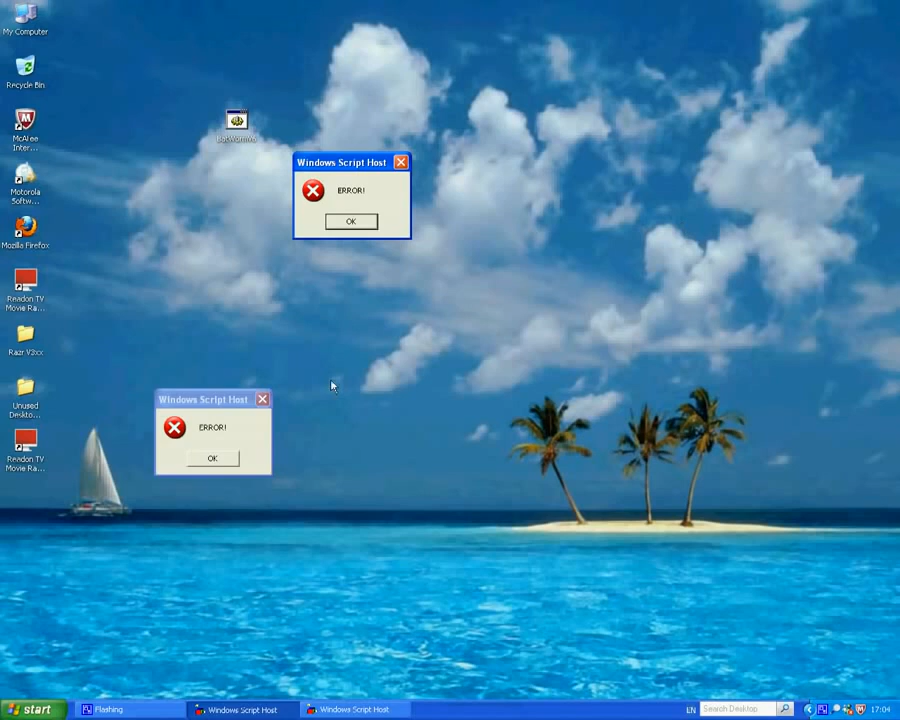 My Computer
Recycle Bin
McAfee
Inter...
Motorola
Softw...
Mozilla Firefox
Readon TV
Movie Ra...
Razr V3xx
Unused
Deskto...
Readon TV
Movie Ra...
Windows Script Host
ERROR!
OK
Windows Script Host
ERROR!
OK
start
Flashing
Windows Script Host
Windows Script Host
EN
Search Desktop
17:04